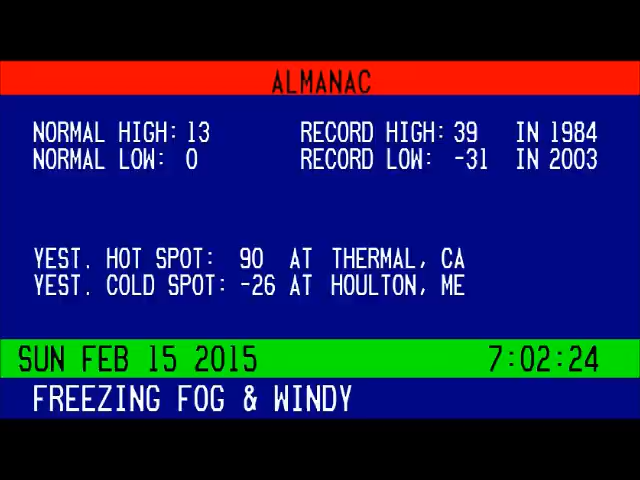 ALMANAC
NORMAL HIGH: 13 RECORD HIGH: 39 IN 1984
NORMAL LOW: 0 RECORD LOW: -31 IN 2003
YEST. HOT SPOT: 90 AT THERMAL, CA
YEST. COLD SPOT: -26 AT HOULTON, ME
SUN FEB 15 2015 7:02:24
FREEZING FOG & WINDY